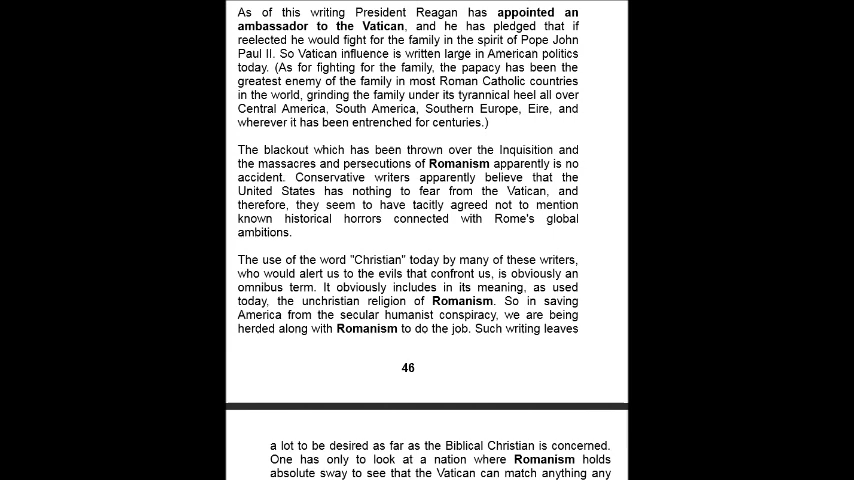 As of this writing President Reagan has appointed an
ambassador to the Vatican, and he has pledged that if
reelected he would fight for the family in the spirit of Pope John
Paul II. So Vatican influence is written large in American politics
today. (As for fighting for the family, the papacy has been the
greatest enemy of the family in most Roman Catholic countries
in the world, grinding the family under its tyrannical heel all over
Central America, South America, Southern Europe, Eire, and
wherever it has been entrenched for centuries.)
The blackout which has been thrown over the Inquisition and
the massacres and persecutions of Romanism apparently is no
accident. Conservative writers apparently believe that the
United States has nothing to fear from the Vatican, and
therefore, they seem to have tacitly agreed not to mention
known historical horrors connected with Rome's global
ambitions.
The use of the word "Christian" today by many of these writers,
who would alert us to the evils that confront us, is obviously an
omnibus term. It obviously includes in its meaning, as used
today, the unchristian religion of Romanism. So in saving
America from the secular humanist conspiracy, we are being
herded along with Romanism to do the job. Such writing leaves
46
a lot to be desired as far as the Biblical Christian is concerned.
One has only to look at a nation where Romanism holds
absolute sway to see that the Vatican can match anything any